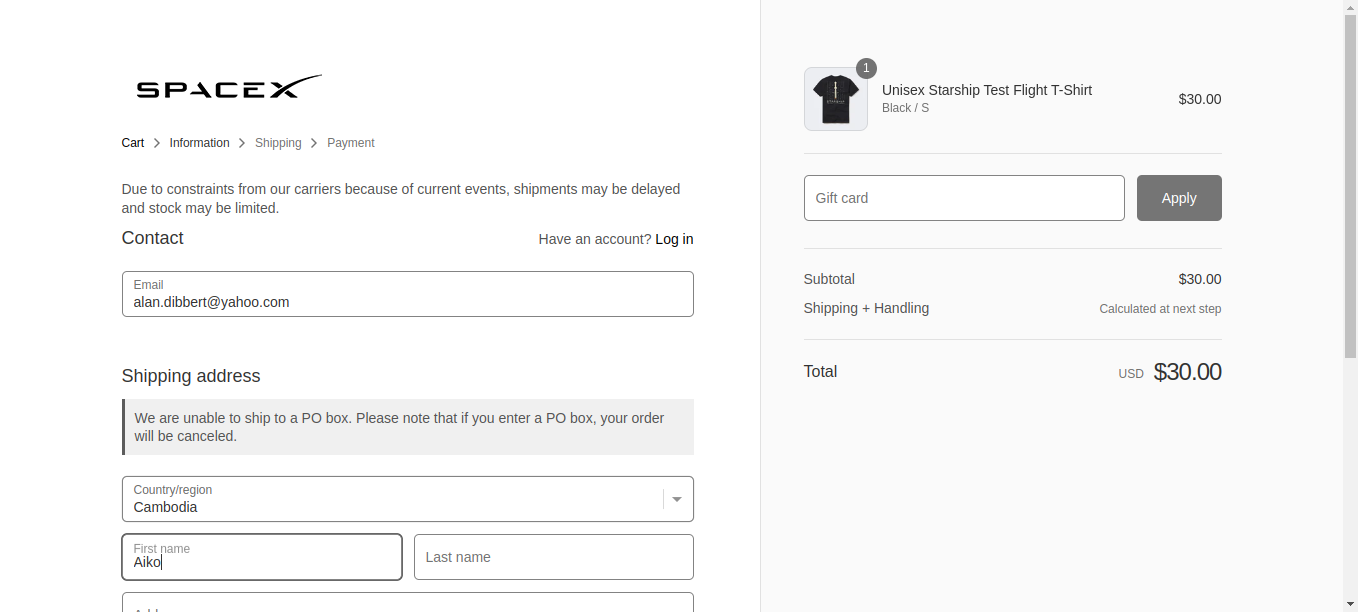 SPACEX
Cart > Information > Shipping > Payment
Due to constraints from our carriers because of current events, shipments may be delayed
and stock may be limited.
Contact
Have an account? Log in
Email
alan.dibbert@yahoo.com
Shipping address
We are unable to ship to a PO box. Please note that if you enter a PO box, your order
will be canceled.
Country/region
Cambodia
First name
Aiko
Last name
1
Unisex Starship Test Flight T-Shirt
Black / S
$30.00
Gift card
Apply
Subtotal
$30.00
Shipping + Handling
Calculated at next step
Total
USD $30.00